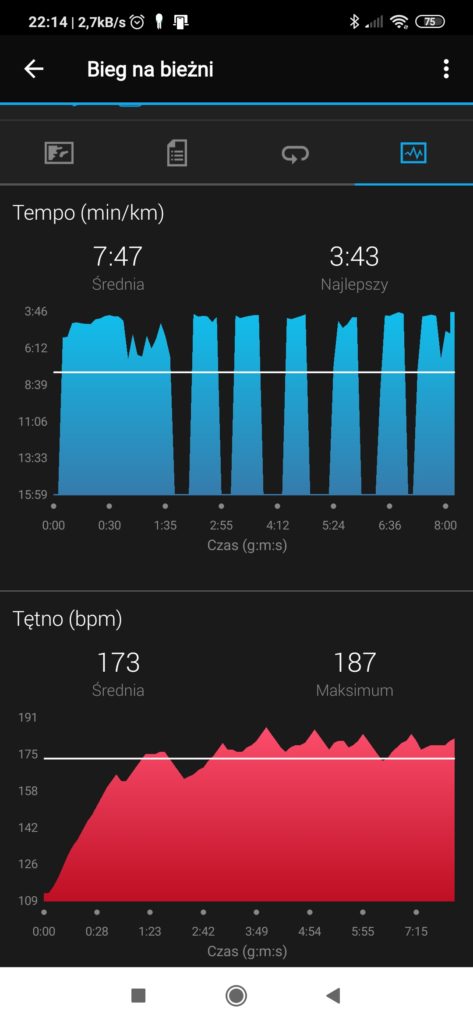 22:14 | 2,7kB/s 75
Bieg na bieżni
Tempo (min/km)
7:47 3:43
Średnia Najlepszy
3:46
6:12
8:39
11:06
13:33
15:59
0:00 0:30 1:35 2:55 4:12 5:24 6:36 8:00
Czas (g:m:s)
Tętno (bpm)
173 187
Średnia Maksimum
191
175
158
142
126
109
0:00 0:28 1:23 2:42 3:49 4:54 5:55 7:15
Czas (g:m:s)